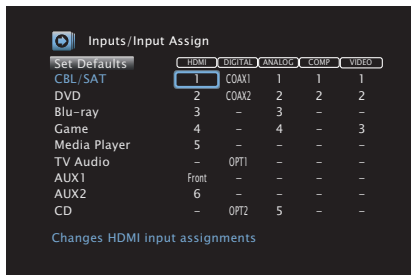 Inputs/Input Assign
Set Defaults HDMI DIGITAL ANALOG COMP VIDEO
CBL/SAT 1 COAX1 1 1 1
DVD 2 COAX2 2 2 2
Blu-ray 3 – 3 – –
Game 4 – 4 – 3
Media Player 5 – – – –
TV Audio – OPT1 – – –
AUX1 Front – – – –
AUX2 6 – – – –
CD – OPT2 5 – –
Changes HDMI input assignments